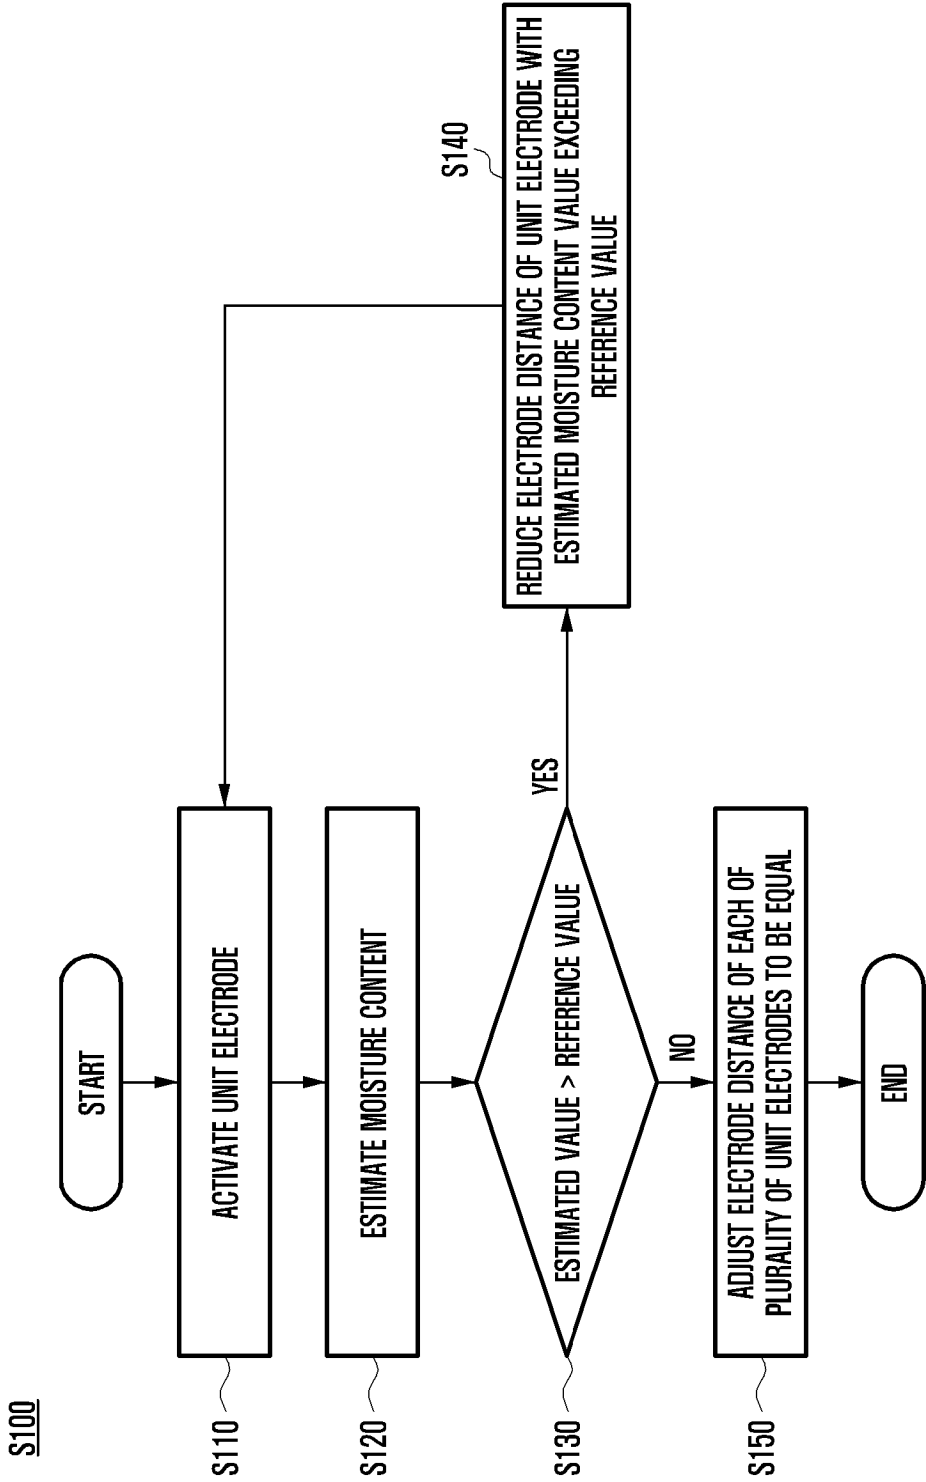 S100
START
S110
ACTIVATE UNIT ELECTRODE
S120
ESTIMATE MOISTURE CONTENT
S130
ESTIMATED VALUE > REFERENCE VALUE
YES
S140
REDUCE ELECTRODE DISTANCE OF UNIT ELECTRODE WITH
ESTIMATED MOISTURE CONTENT VALUE EXCEEDING
REFERENCE VALUE
NO
S150
ADJUST ELECTRODE DISTANCE OF EACH OF
PLURALITY OF UNIT ELECTRODES TO BE EQUAL
END